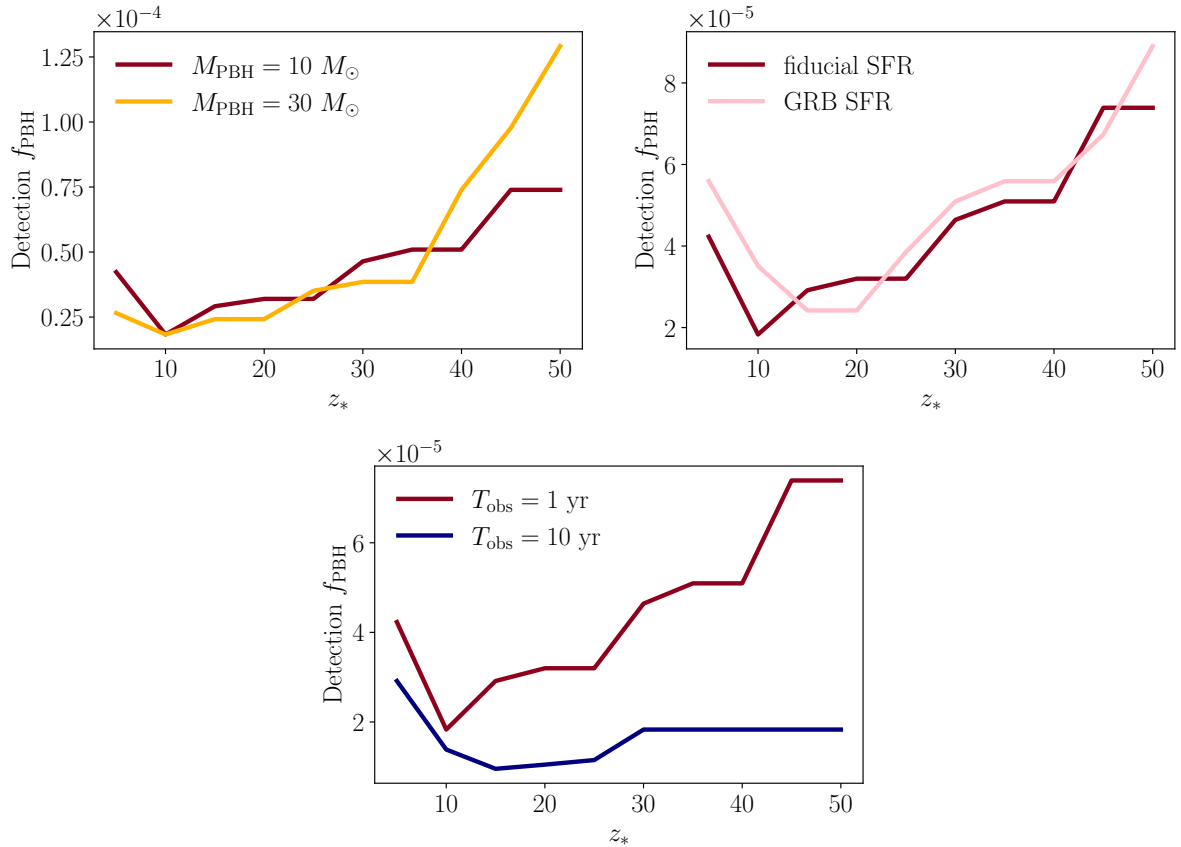 ×10⁻⁴
Detection f_PBH
1.25
1.00
0.75
0.50
0.25
M_PBH = 10 M_⊙
M_PBH = 30 M_⊙
10 20 30 40 50
z_*
×10⁻⁵
Detection f_PBH
8
6
4
2
fiducial SFR
GRB SFR
10 20 30 40 50
z_*
×10⁻⁵
Detection f_PBH
6
4
2
T_obs = 1 yr
T_obs = 10 yr
10 20 30 40 50
z_*